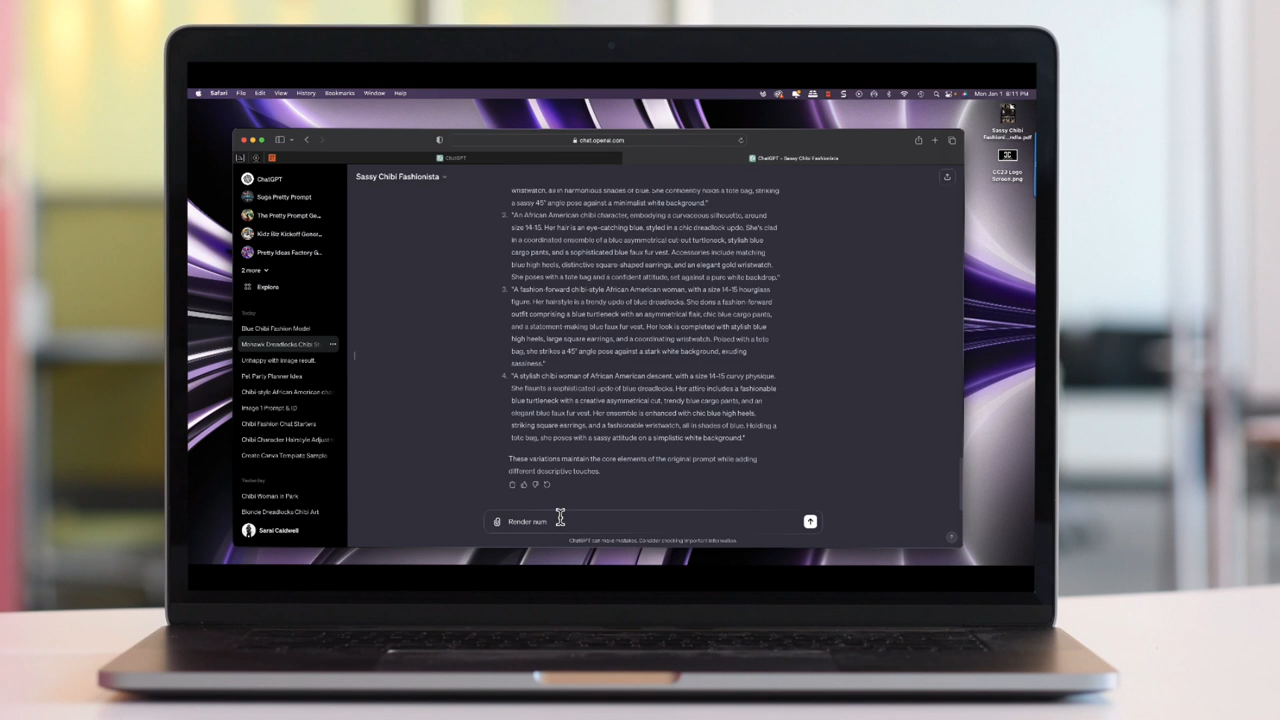 Safari File Edit View History Bookmarks Window Help
Mon Jan 1 8:11 PM
Sassy Chibi
Fashioni...ndle.pdf
CC23 Logo
Screen.png
chat.openai.com
ChatGPT
ChatGPT - Sassy Chibi Fashionista
ChatGPT
Suga Pretty Prompt
The Pretty Prompt Ge...
Kidz Biz Kickoff Gener...
Pretty Ideas Factory G...
2 more
Explore
Today
Blue Chibi Fashion Model
Mohawk Dreadlocks Chibi St
Unhappy with image result.
Pet Party Planner Idea
Chibi-style African American cha
Image 1 Prompt & ID
Chibi Fashion Chat Starters
Chibi Character Hairstyle Adjust
Create Canva Template Sample
Yesterday
Chibi Woman in Park
Blonde Dreadlocks Chibi Art
Sarai Caldwell
Sassy Chibi Fashionista
wristwatch, all in harmonious shades of blue. She confidently holds a tote bag, striking
a sassy 45° angle pose against a minimalist white background."
2. "An African American chibi character, embodying a curvaceous silhouette, around
size 14-15. Her hair is an eye-catching blue, styled in a chic dreadlock updo. She's clad
in a coordinated ensemble of a blue asymmetrical cut-out turtleneck, stylish blue
cargo pants, and a sophisticated blue faux fur vest. Accessories include matching
blue high heels, distinctive square-shaped earrings, and an elegant gold wristwatch.
She poses with a tote bag and a confident attitude, set against a pure white backdrop."
3. "A fashion-forward chibi-style African American woman, with a size 14-15 hourglass
figure. Her hairstyle is a trendy updo of blue dreadlocks. She dons a fashion-forward
outfit comprising a blue turtleneck with an asymmetrical flair, chic blue cargo pants,
and a statement-making blue faux fur vest. Her look is completed with stylish blue
high heels, large square earrings, and a coordinating wristwatch. Poised with a tote
bag, she strikes a 45° angle pose against a stark white background, exuding
sassiness."
4. "A stylish chibi woman of African American descent, with a size 14-15 curvy physique.
She flaunts a sophisticated updo of blue dreadlocks. Her attire includes a fashionable
blue turtleneck with a creative asymmetrical cut, trendy blue cargo pants, and an
elegant blue faux fur vest. Her ensemble is enhanced with chic blue high heels,
striking square earrings, and a fashionable wristwatch, all in shades of blue. Holding a
tote bag, she poses with a sassy attitude on a simplistic white background."
These variations maintain the core elements of the original prompt while adding
different descriptive touches.
Render num
ChatGPT can make mistakes. Consider checking important information.
?